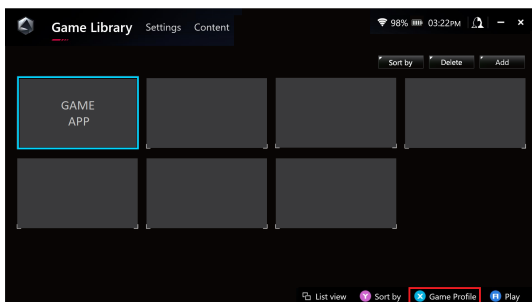 Game Library Settings Content 98% 03:22PM
Sort by Delete Add
GAME
APP
List view Y Sort by X Game Profile Play